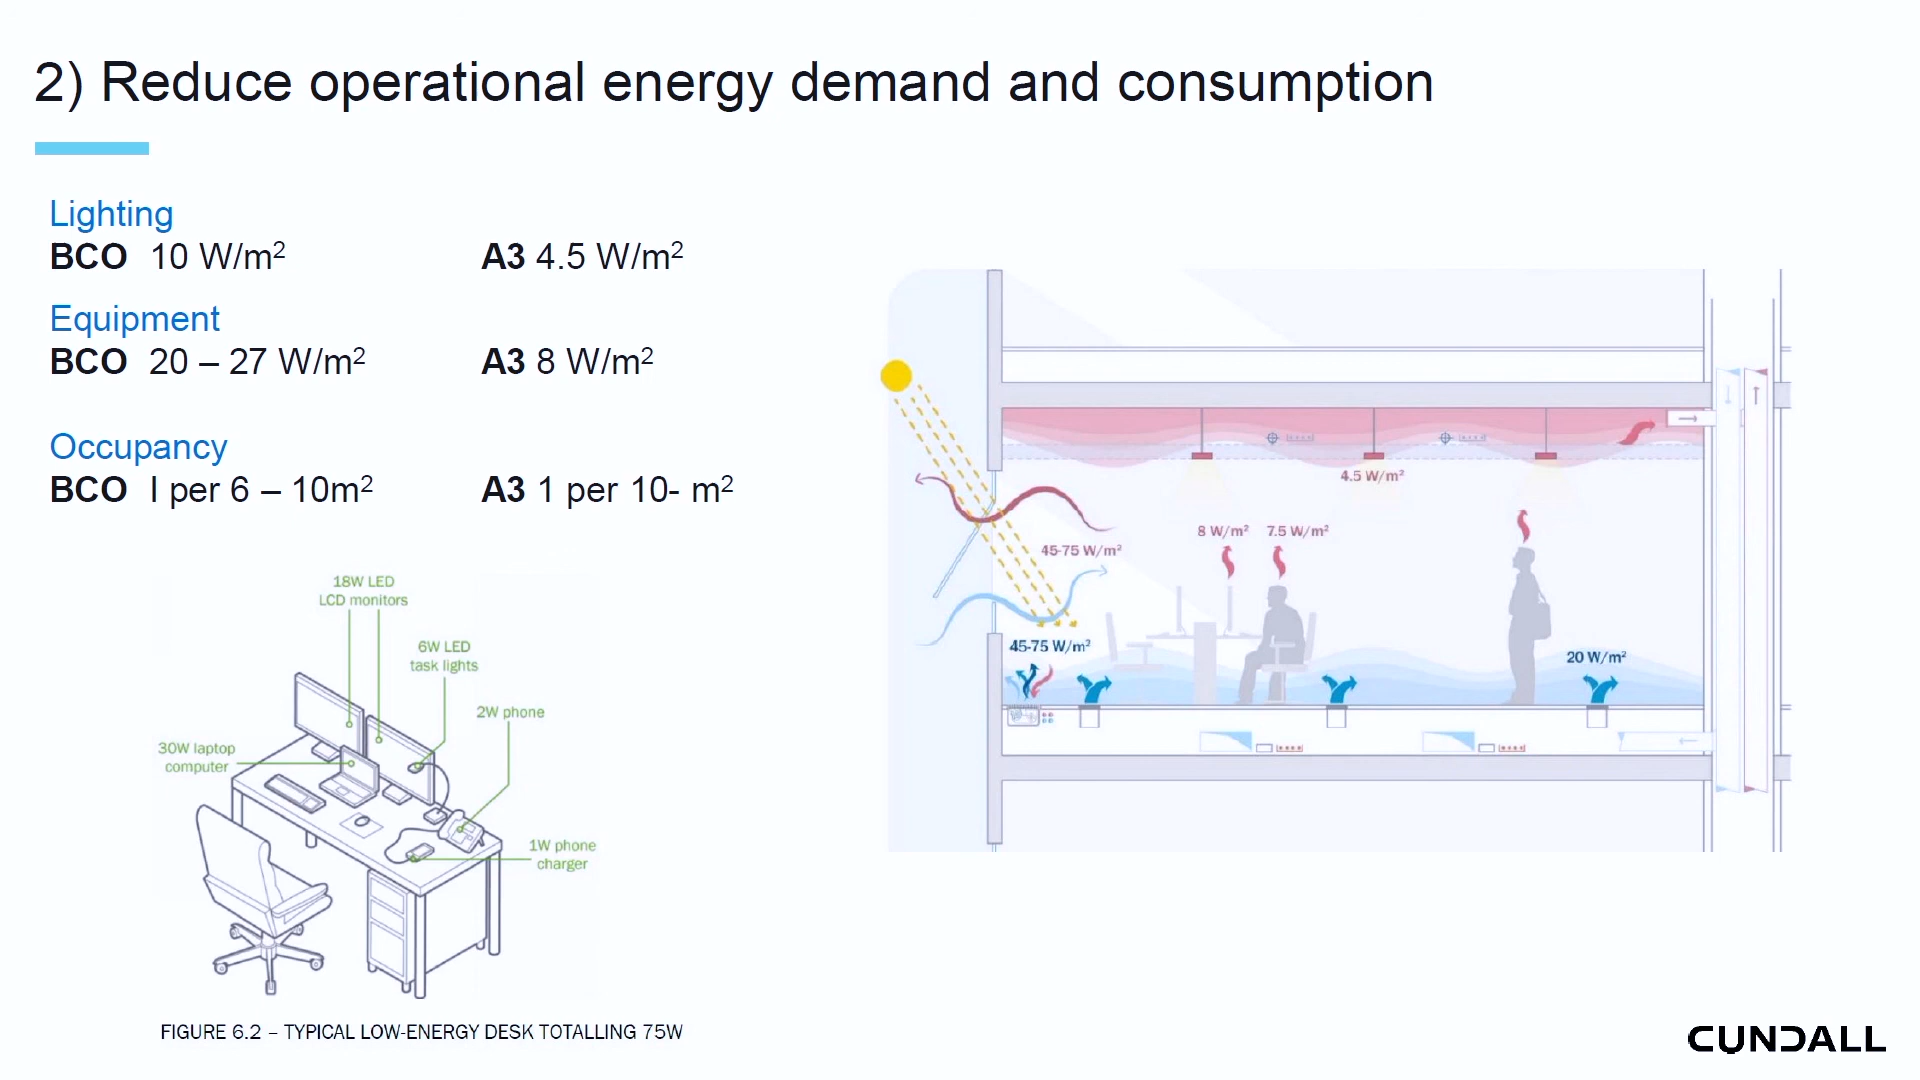 2) Reduce operational energy demand and consumption
Lighting
BCO 10 W/m²
A3 4.5 W/m²
Equipment
BCO 20 – 27 W/m²
A3 8 W/m²
Occupancy
BCO I per 6 – 10m²
A3 1 per 10- m²
18W LED
LCD monitors
6W LED
task lights
2W phone
30W laptop
computer
1W phone
charger
FIGURE 6.2 – TYPICAL LOW-ENERGY DESK TOTALLING 75W
4.5 W/m²
8 W/m²
7.5 W/m²
45-75 W/m²
45-75 W/m²
20 W/m²
CUNDALL